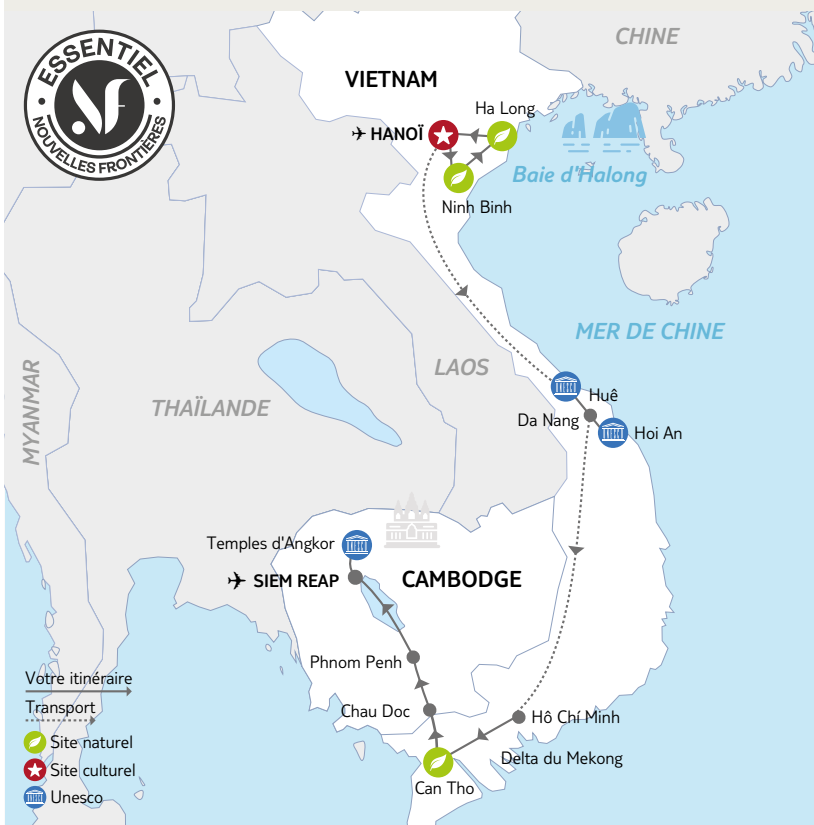 ESSENTIEL
NF
NOUVELLES FRONTIÈRES
CHINE
VIETNAM
Ha Long
HANOÏ
Baie d'Halong
Ninh Binh
MER DE CHINE
LAOS
MYANMAR
THAÏLANDE
Huê
Da Nang
Hoi An
Temples d'Angkor
SIEM REAP
CAMBODGE
Phnom Penh
Chau Doc
Hô Chí Minh
Delta du Mekong
Can Tho
Votre itinéraire
Transport
Site naturel
Site culturel
Unesco